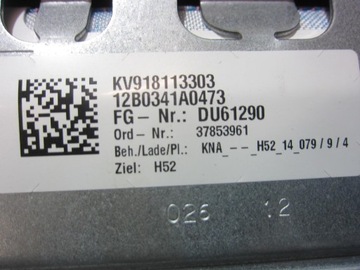 KV918113303
12B0341A0473
FG- Nr.: DU61290
Ord- Nr.: 37853961
Beh./Lade/Pl.: KNA_--_H52_14_079/9/4
Ziel: H52
026 12